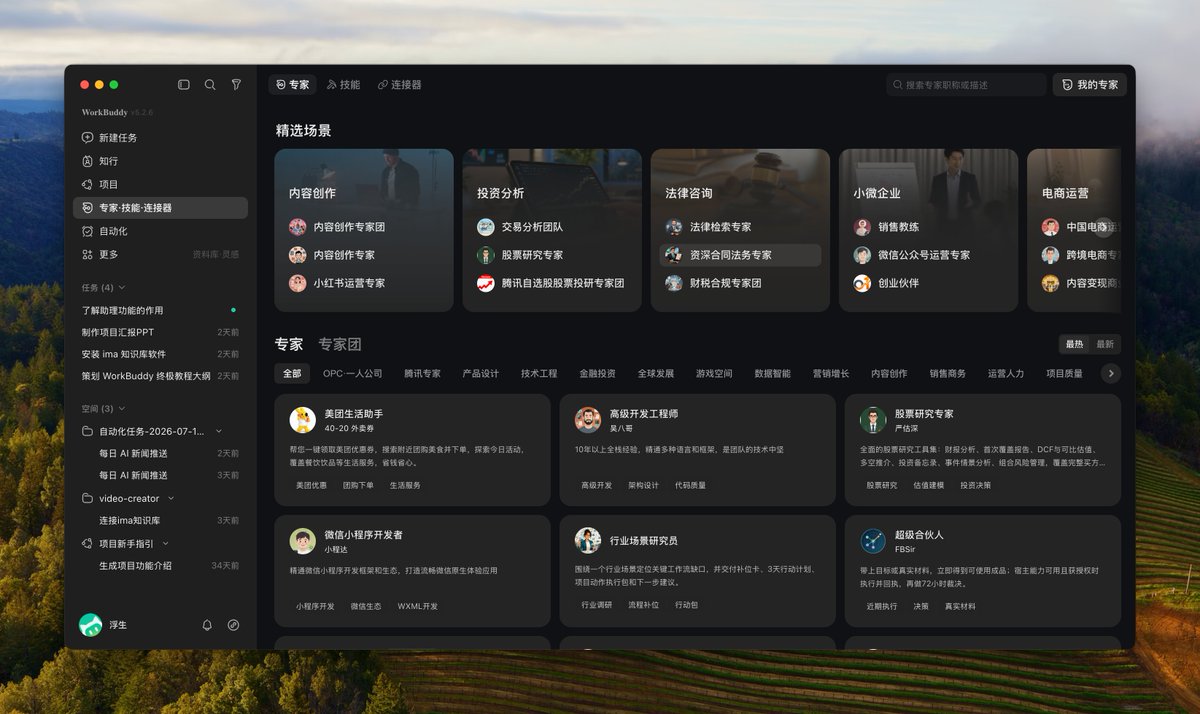 WorkBuddy v5.2.6
新建任务
知行
项目
专家·技能·连接器
自动化
更多
资料库·灵感
任务 (4)
了解助理功能的作用
制作项目汇报PPT
2天前
安装 ima 知识库软件
2天前
策划 WorkBuddy 终极教程大纲
2天前
空间 (3)
自动化任务-2026-07-1...
每日 AI 新闻推送
2天前
每日 AI 新闻推送
3天前
video-creator
连接ima知识库
3天前
项目新手指引
生成项目功能介绍
34天前
浮生
专家
技能
连接器
搜索专家职称或描述
我的专家
精选场景
内容创作
内容创作专家团
内容创作专家
小红书运营专家
投资分析
交易分析团队
股票研究专家
腾讯自选股股票投研专家团
法律咨询
法律检索专家
资深合同法务专家
财税合规专家团
小微企业
销售教练
微信公众号运营专家
创业伙伴
电商运营
中国电商运
跨境电商专
内容变现商
专家
专家团
最热
最新
全部
OPC·一人公司
腾讯专家
产品设计
技术工程
金融投资
全球发展
游戏空间
数据智能
营销增长
内容创作
销售商务
运营人力
项目质量
美团生活助手
40-20 外卖券
帮您一键领取美团优惠券，搜索附近团购美食并下单，探索今日活动，
覆盖餐饮饮品等生活服务，省钱省心。
美团优惠
团购下单
生活服务
高级开发工程师
吴八哥
10年以上全栈经验，精通多种语言和框架，是团队的技术中坚
高级开发
架构设计
代码质量
股票研究专家
严估深
全面的股票研究工具集：财报分析、首次覆盖报告、DCF与可比估值、
多空推介、投资备忘录、事件情景分析、组合风险管理，覆盖完整买方...
股票研究
估值建模
投资决策
微信小程序开发者
小程达
精通微信小程序开发框架和生态，打造流畅微信原生体验应用
小程序开发
微信生态
WXML开发
行业场景研究员
围绕一个行业场景定位关键工作流缺口，并交付补位卡、3天行动计划、
项目动作执行包和下一步建议。
行业调研
流程补位
行动包
超级合伙人
FBSir
带上目标或真实材料，立即得到可使用成品；宿主能力可用且获授权时
执行并回执，再做72小时裁决。
近期执行
决策
真实材料